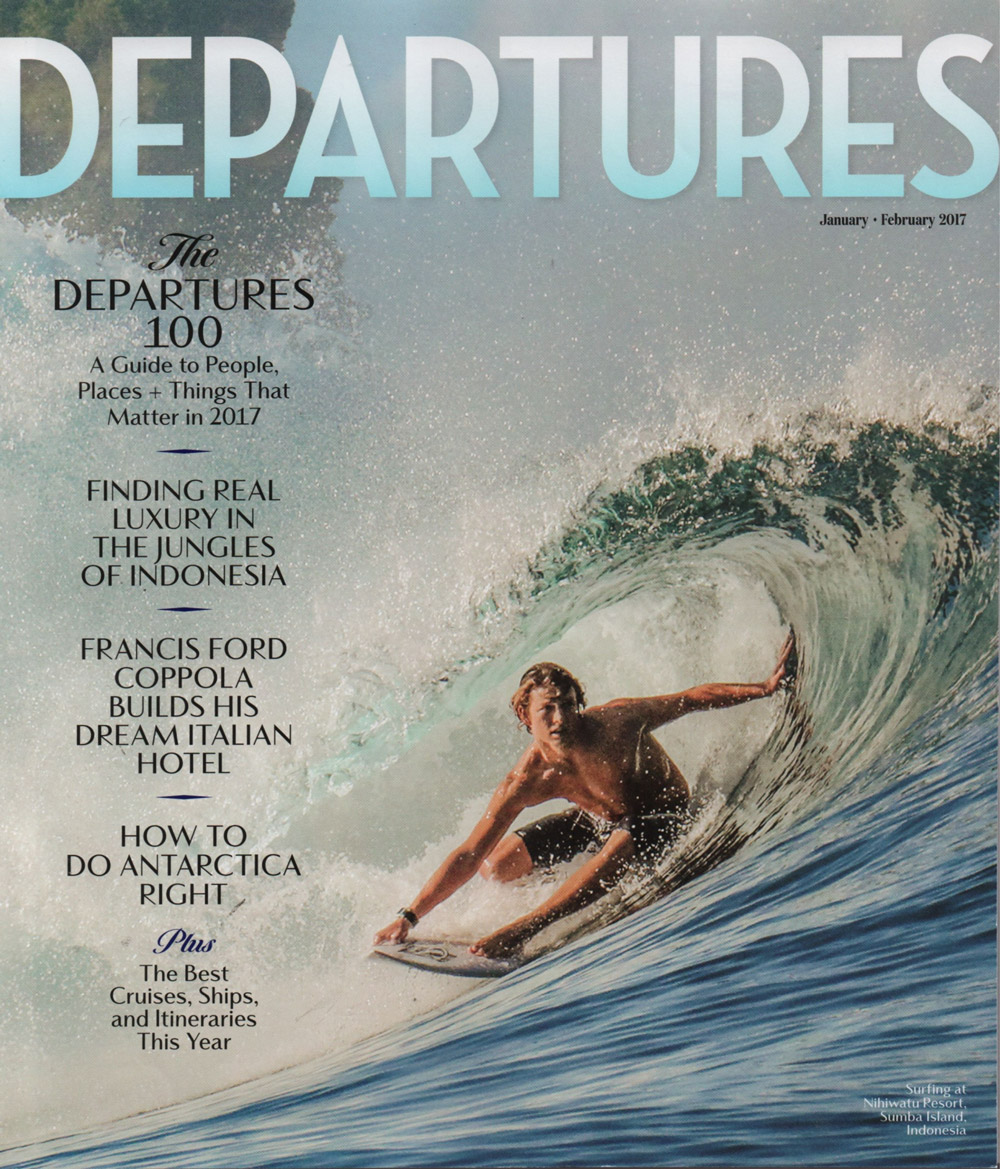 DEPARTURES
January • February 2017
The
DEPARTURES
100
A Guide to People,
Places + Things That
Matter in 2017
FINDING REAL
LUXURY IN
THE JUNGLES
OF INDONESIA
FRANCIS FORD
COPPOLA
BUILDS HIS
DREAM ITALIAN
HOTEL
HOW TO
DO ANTARCTICA
RIGHT
Plus
The Best
Cruises, Ships,
and Itineraries
This Year
Surfing at
Nihiwatu Resort,
Sumba Island,
Indonesia